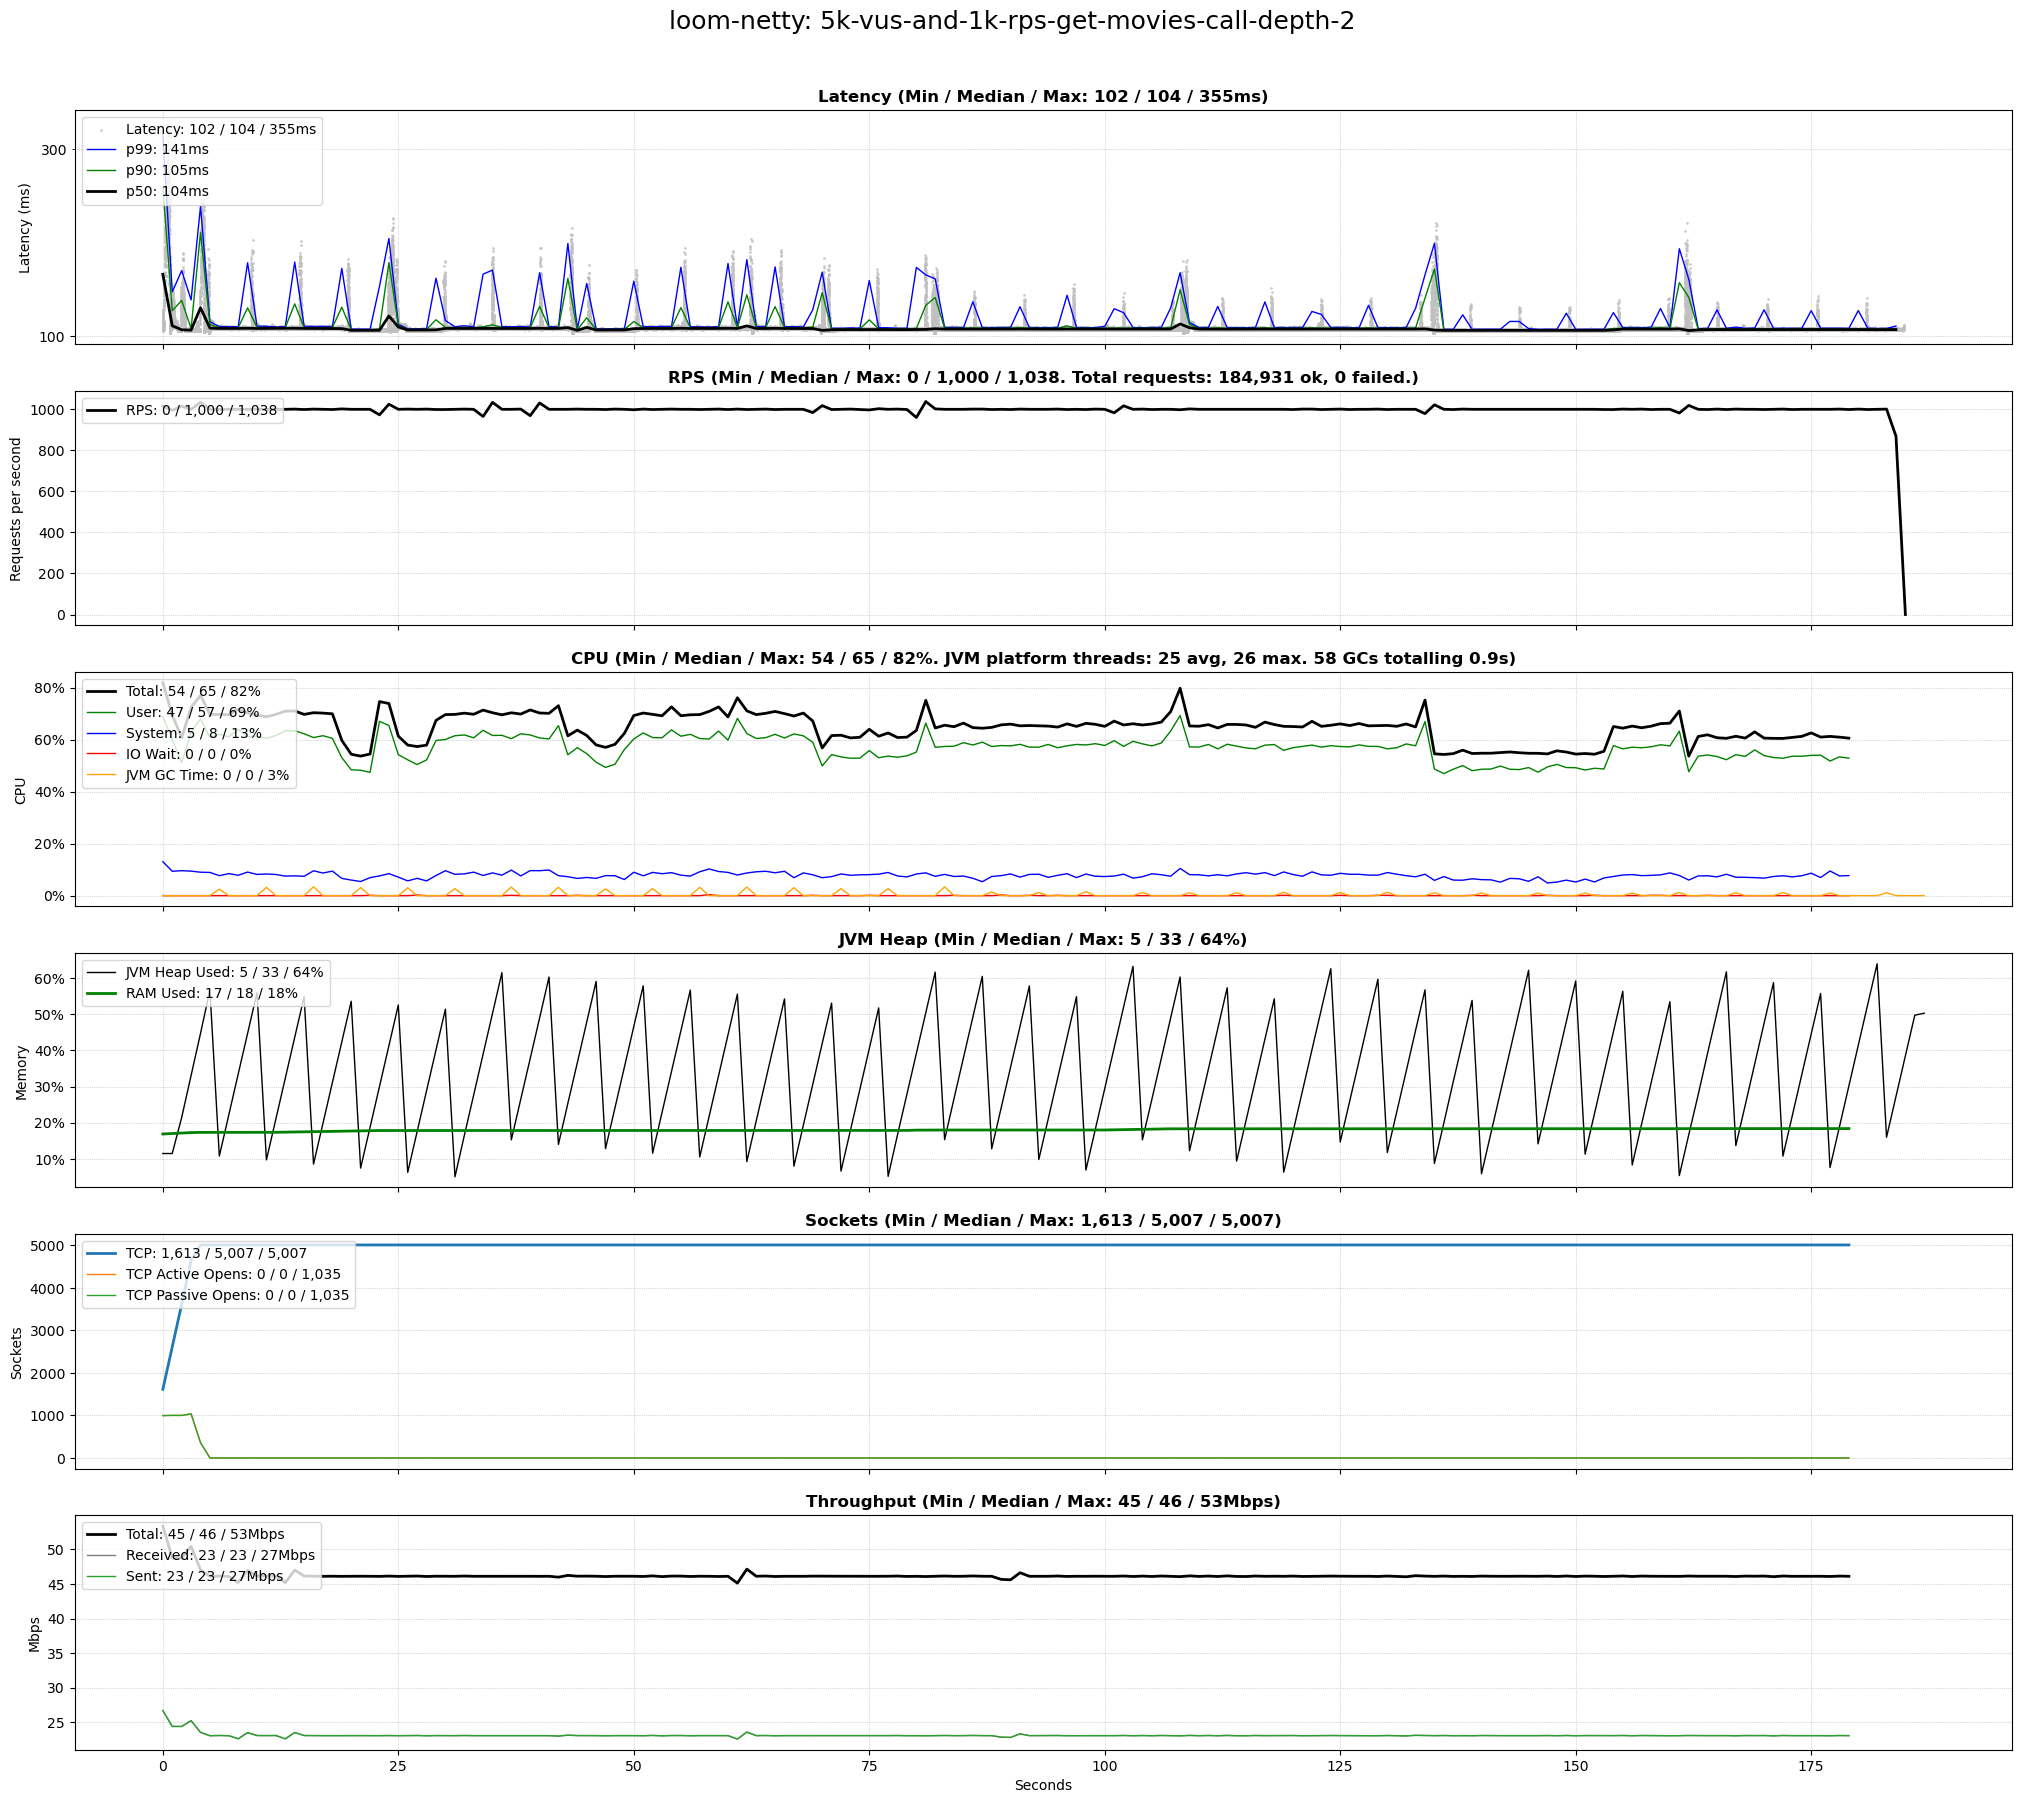 loom-netty: 5k-vus-and-1k-rps-get-movies-call-depth-2
Latency (Min / Median / Max: 102 / 104 / 355ms)
Latency: 102 / 104 / 355ms
p99: 141ms
p90: 105ms
p50: 104ms
300
100
Latency (ms)
RPS (Min / Median / Max: 0 / 1,000 / 1,038. Total requests: 184,931 ok, 0 failed.)
RPS: 0 / 1,000 / 1,038
1000
800
600
400
200
0
Requests per second
CPU (Min / Median / Max: 54 / 65 / 82%. JVM platform threads: 25 avg, 26 max. 58 GCs totalling 0.9s)
Total: 54 / 65 / 82%
User: 47 / 57 / 69%
System: 5 / 8 / 13%
IO Wait: 0 / 0 / 0%
JVM GC Time: 0 / 0 / 3%
80%
60%
40%
20%
0%
CPU
JVM Heap (Min / Median / Max: 5 / 33 / 64%)
JVM Heap Used: 5 / 33 / 64%
RAM Used: 17 / 18 / 18%
60%
50%
40%
30%
20%
10%
Memory
Sockets (Min / Median / Max: 1,613 / 5,007 / 5,007)
TCP: 1,613 / 5,007 / 5,007
TCP Active Opens: 0 / 0 / 1,035
TCP Passive Opens: 0 / 0 / 1,035
5000
4000
3000
2000
1000
0
Sockets
Throughput (Min / Median / Max: 45 / 46 / 53Mbps)
Total: 45 / 46 / 53Mbps
Received: 23 / 23 / 27Mbps
Sent: 23 / 23 / 27Mbps
50
45
40
35
30
25
Mbps
0 25 50 75 100 125 150 175
Seconds